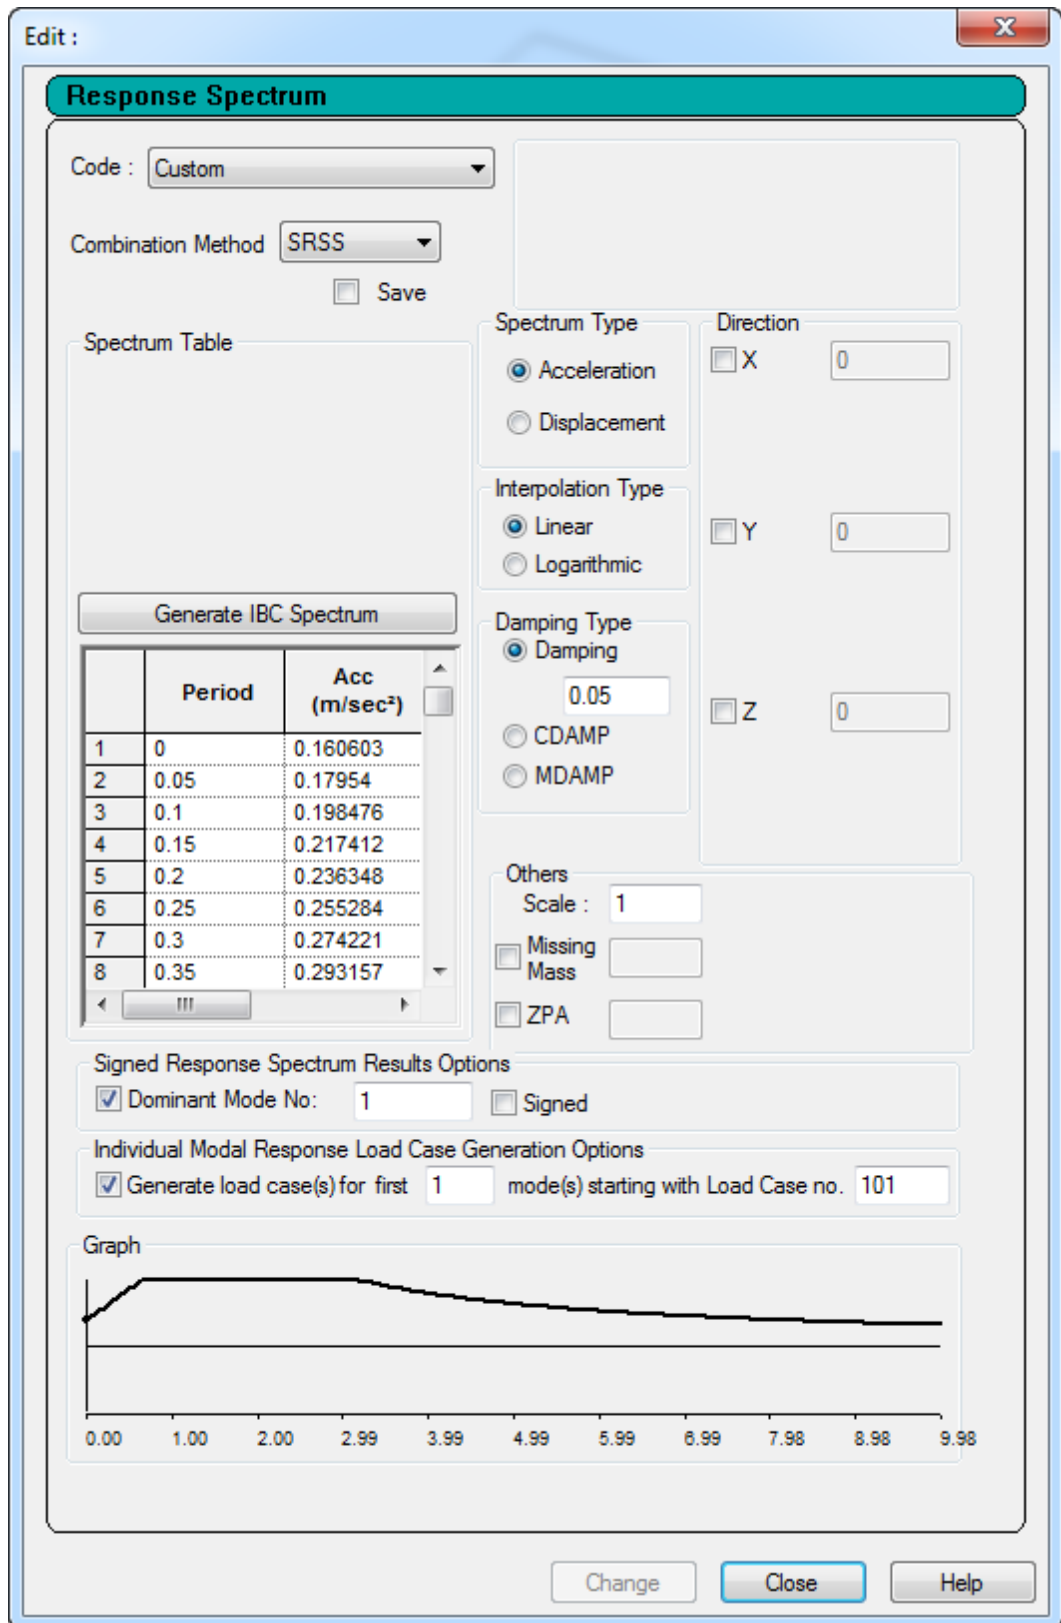 Edit :
Response Spectrum
Code : Custom
Combination Method SRSS
Save
Spectrum Table
Generate IBC Spectrum
Period Acc (m/sec²)
1 0 0.160603
2 0.05 0.17954
3 0.1 0.198476
4 0.15 0.217412
5 0.2 0.236348
6 0.25 0.255284
7 0.3 0.274221
8 0.35 0.293157
Spectrum Type
Acceleration
Displacement
Interpolation Type
Linear
Logarithmic
Damping Type
Damping
0.05
CDAMP
MDAMP
Direction
X 0
Y 0
Z 0
Others
Scale : 1
Missing
Mass
ZPA
Signed Response Spectrum Results Options
Dominant Mode No: 1 Signed
Individual Modal Response Load Case Generation Options
Generate load case(s) for first 1 mode(s) starting with Load Case no. 101
Graph
0.00 1.00 2.00 2.99 3.99 4.99 5.99 6.99 7.98 8.98 9.98
Change Close Help